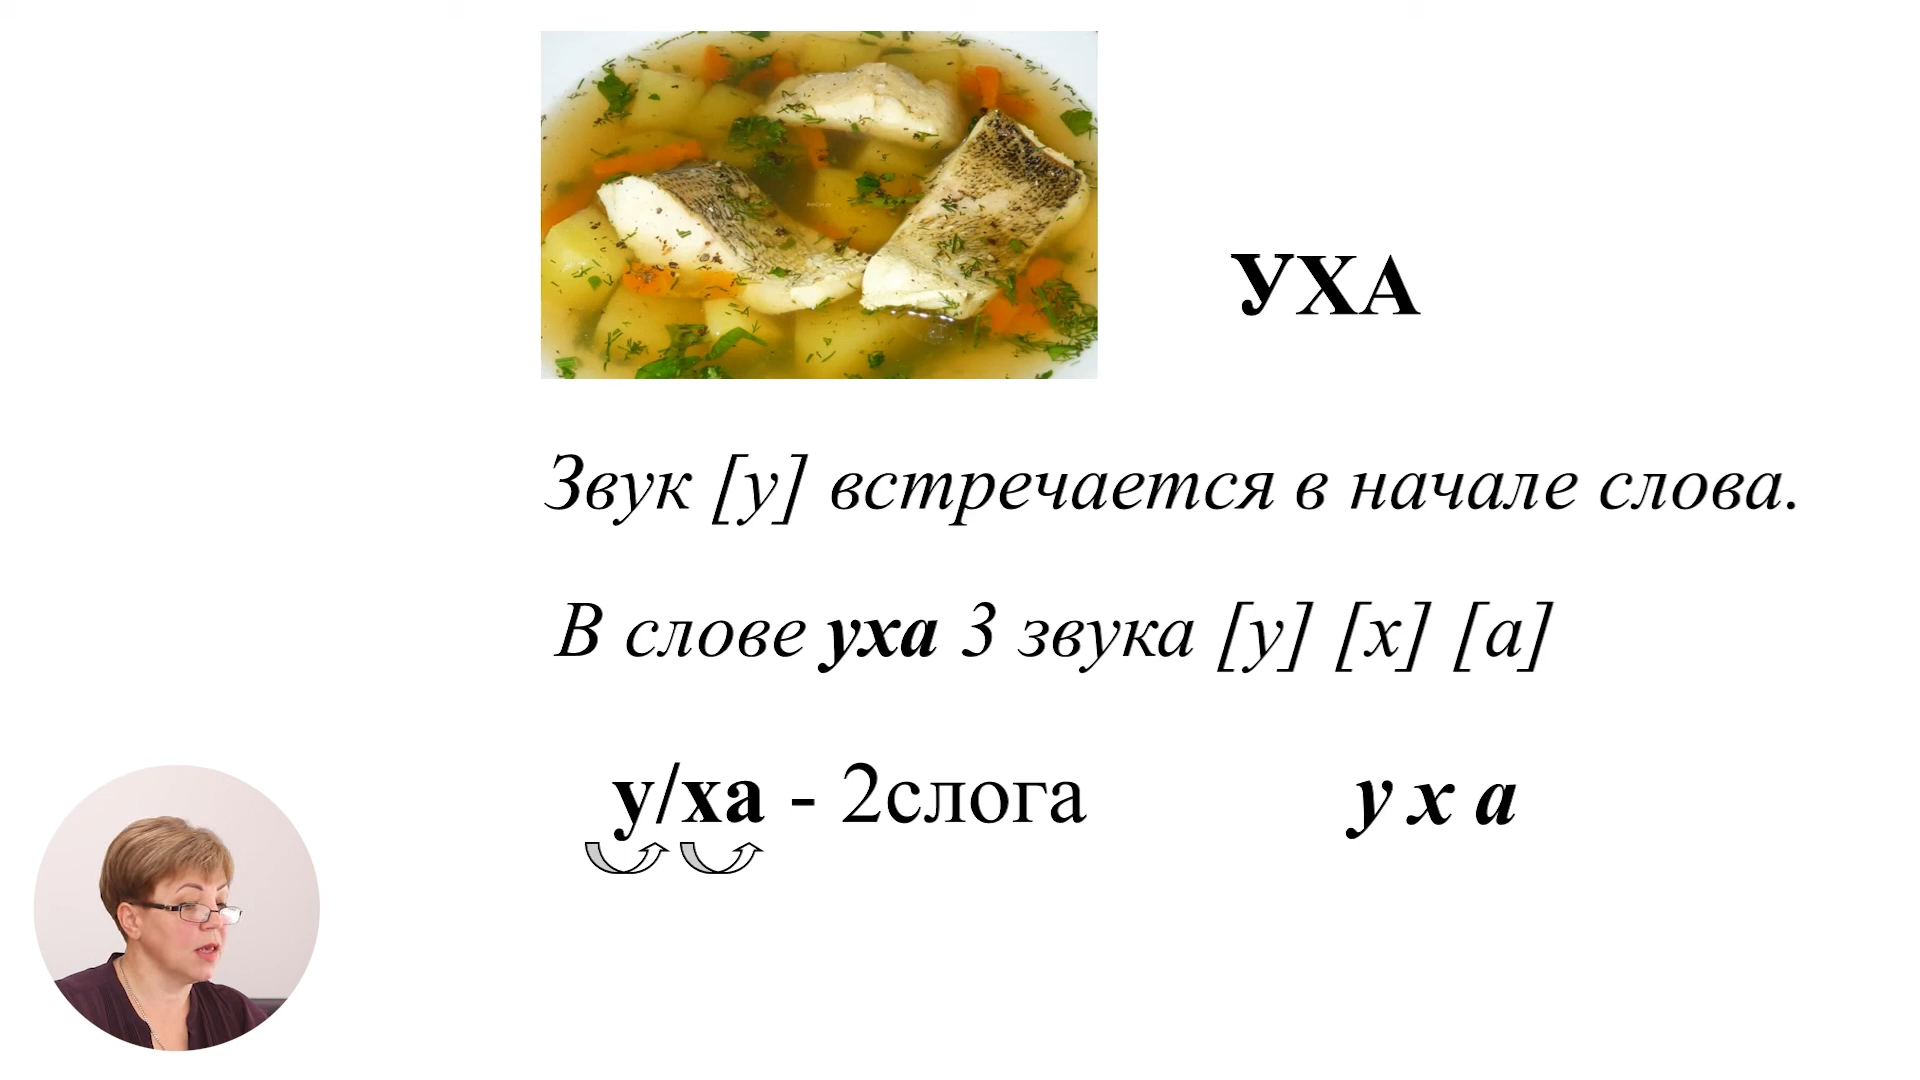 УХА
Звук [у] встречается в начале слова.
В слове уха 3 звука [у] [х] [а]
у/ха - 2слога
у х а